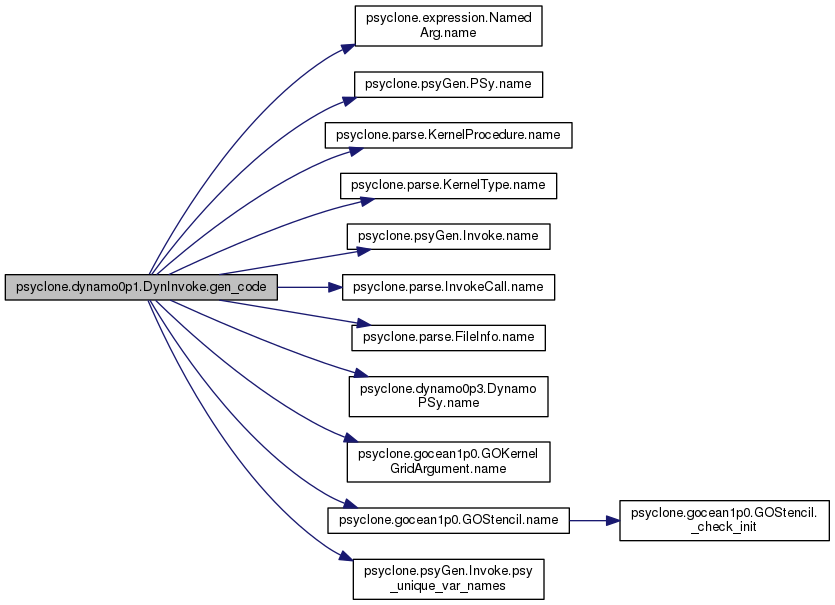 psyclone.expression.Named
Arg.name
psyclone.psyGen.PSy.name
psyclone.parse.KernelProcedure.name
psyclone.parse.KernelType.name
psyclone.psyGen.Invoke.name
psyclone.dynamo0p1.DynInvoke.gen_code
psyclone.parse.InvokeCall.name
psyclone.parse.FileInfo.name
psyclone.dynamo0p3.Dynamo
PSy.name
psyclone.gocean1p0.GOKernel
GridArgument.name
psyclone.gocean1p0.GOStencil.name
psyclone.gocean1p0.GOStencil.
_check_init
psyclone.psyGen.Invoke.psy
_unique_var_names